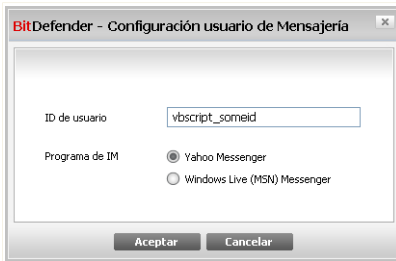 BitDefender - Configuración usuario de Mensajería
ID de usuario vbscript_someid
Programa de IM Yahoo Messenger
Windows Live (MSN) Messenger
Aceptar Cancelar